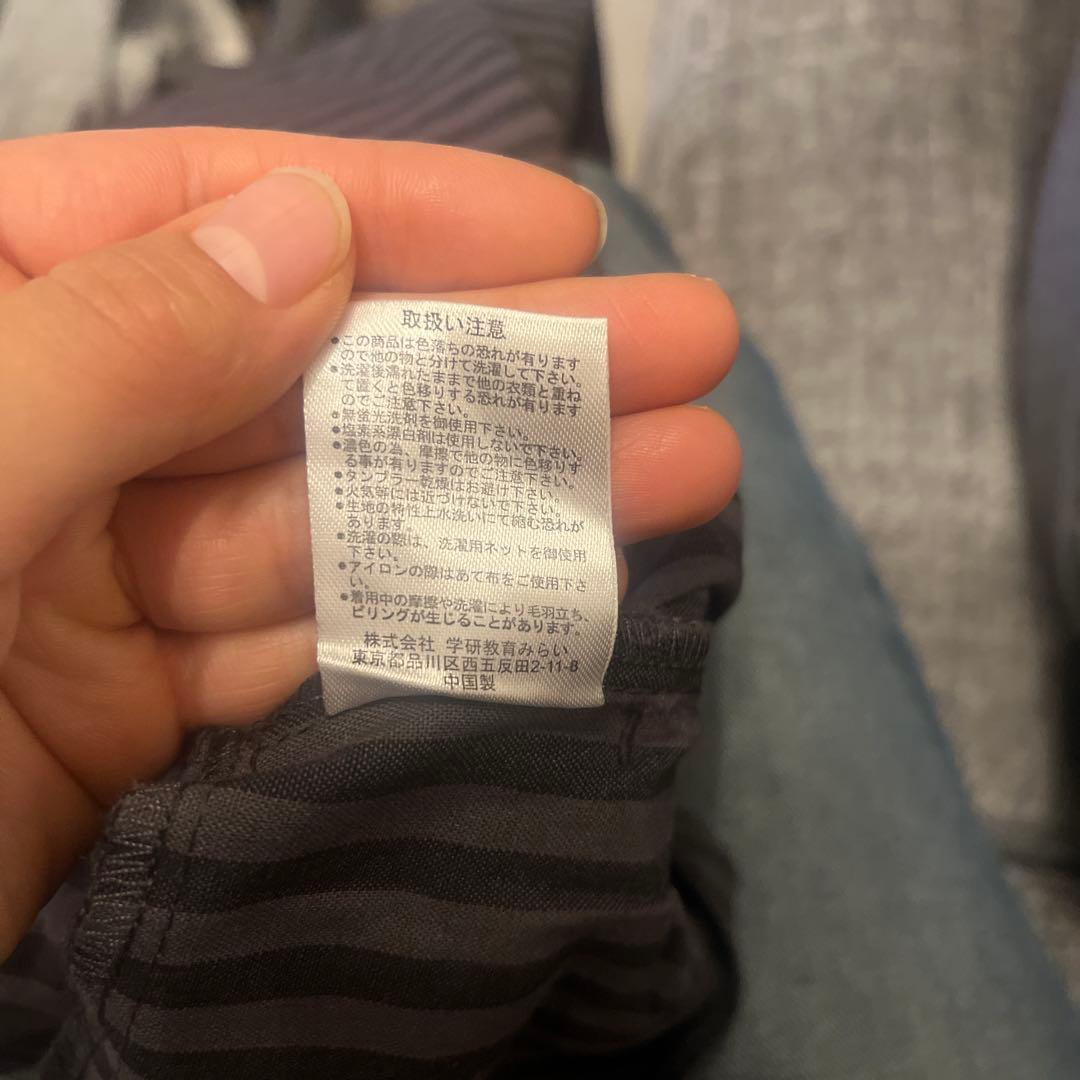 取扱い注意
●この商品は色落ちの恐れが有ります
ので他の物と分けて洗濯して下さい。
●洗濯後濡れたままで他の衣類と重ね
て置くと色移りする恐れが有ります
のでご注意下さい。
●無蛍光洗剤を御使用下さい。
●塩素系漂白剤は使用しないで下さい。
●濃色の為、摩擦で他の物に色移りす
る事が有りますのでご注意下さい。
●タンブラー乾燥はお避け下さい。
●火気等には近づけないで下さい。
●生地の特性上水洗いにて縮む恐れが
あります。
●洗濯の際は、洗濯用ネットを御使用
下さい。
●アイロンの際はあて布をご使用下さ
い。
●着用中の摩擦や洗濯により毛羽立ち、
ピリングが生じることがあります。
株式会社 学研教育みらい
東京都品川区西五反田2-11-8
中国製